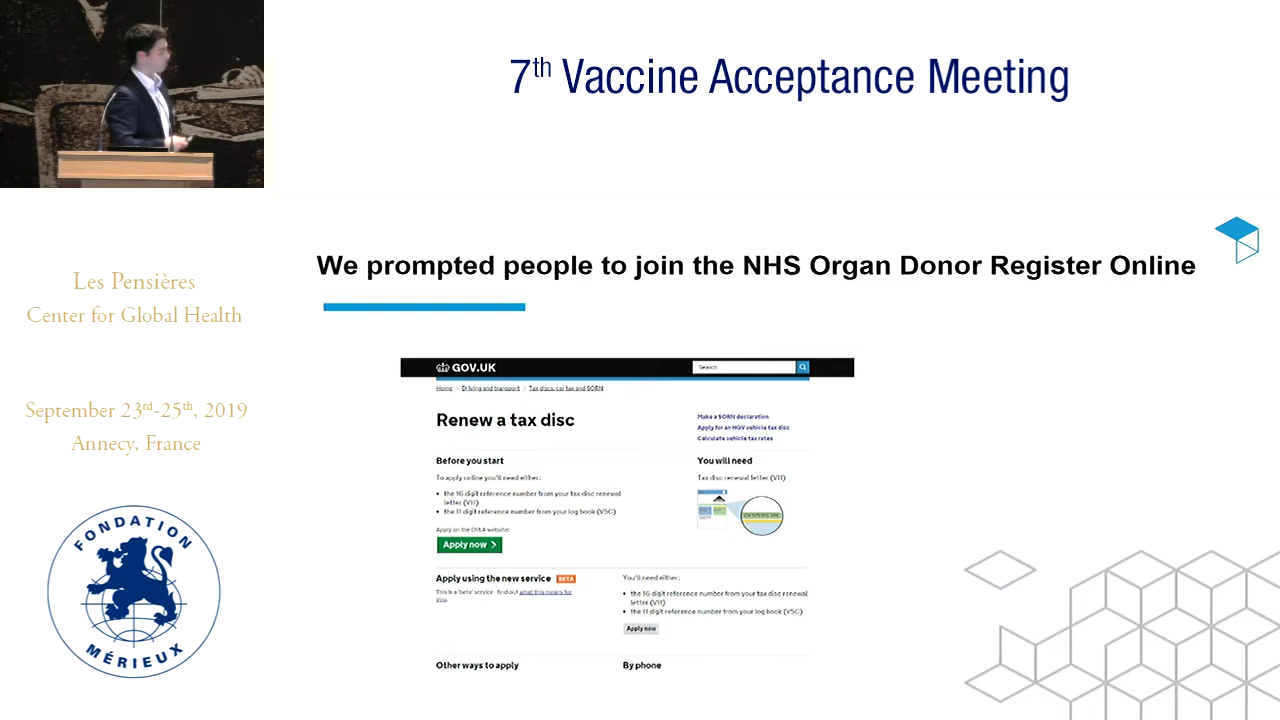 7th Vaccine Acceptance Meeting
Les Pensières
Center for Global Health
September 23rd-25th, 2019
Annecy, France
FONDATION
MÉRIEUX
We prompted people to join the NHS Organ Donor Register Online
GOV.UK
Search
Home > Driving and transport > Tax discs, car tax and SORN
Renew a tax disc
Make a SORN declaration
Apply for an HGV vehicle tax disc
Calculate vehicle tax rates
Before you start
To apply online you'll need either:
• the 16 digit reference number from your tax disc renewal
letter (V11)
• the 11 digit reference number from your log book (V5C)
Apply on the DVLA website:
Apply now >
You will need
Tax disc renewal letter (V11)
Apply using the new service BETA
This is a 'beta' service - find out what this means for
you.
You'll need either:
• the 16 digit reference number from your tax disc renewal
letter (V11)
• the 11 digit reference number from your log book (V5C)
Apply now
Other ways to apply
By phone